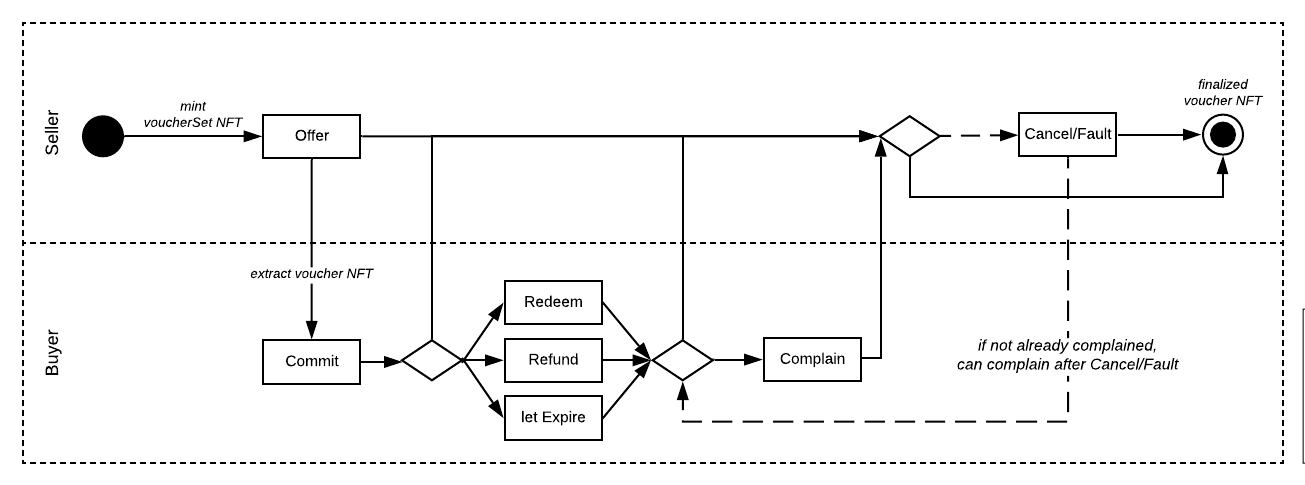 Seller
mint
voucherSet NFT
Offer
Cancel/Fault
finalized
voucher NFT
extract voucher NFT
Buyer
Commit
Redeem
Refund
let Expire
Complain
if not already complained,
can complain after Cancel/Fault